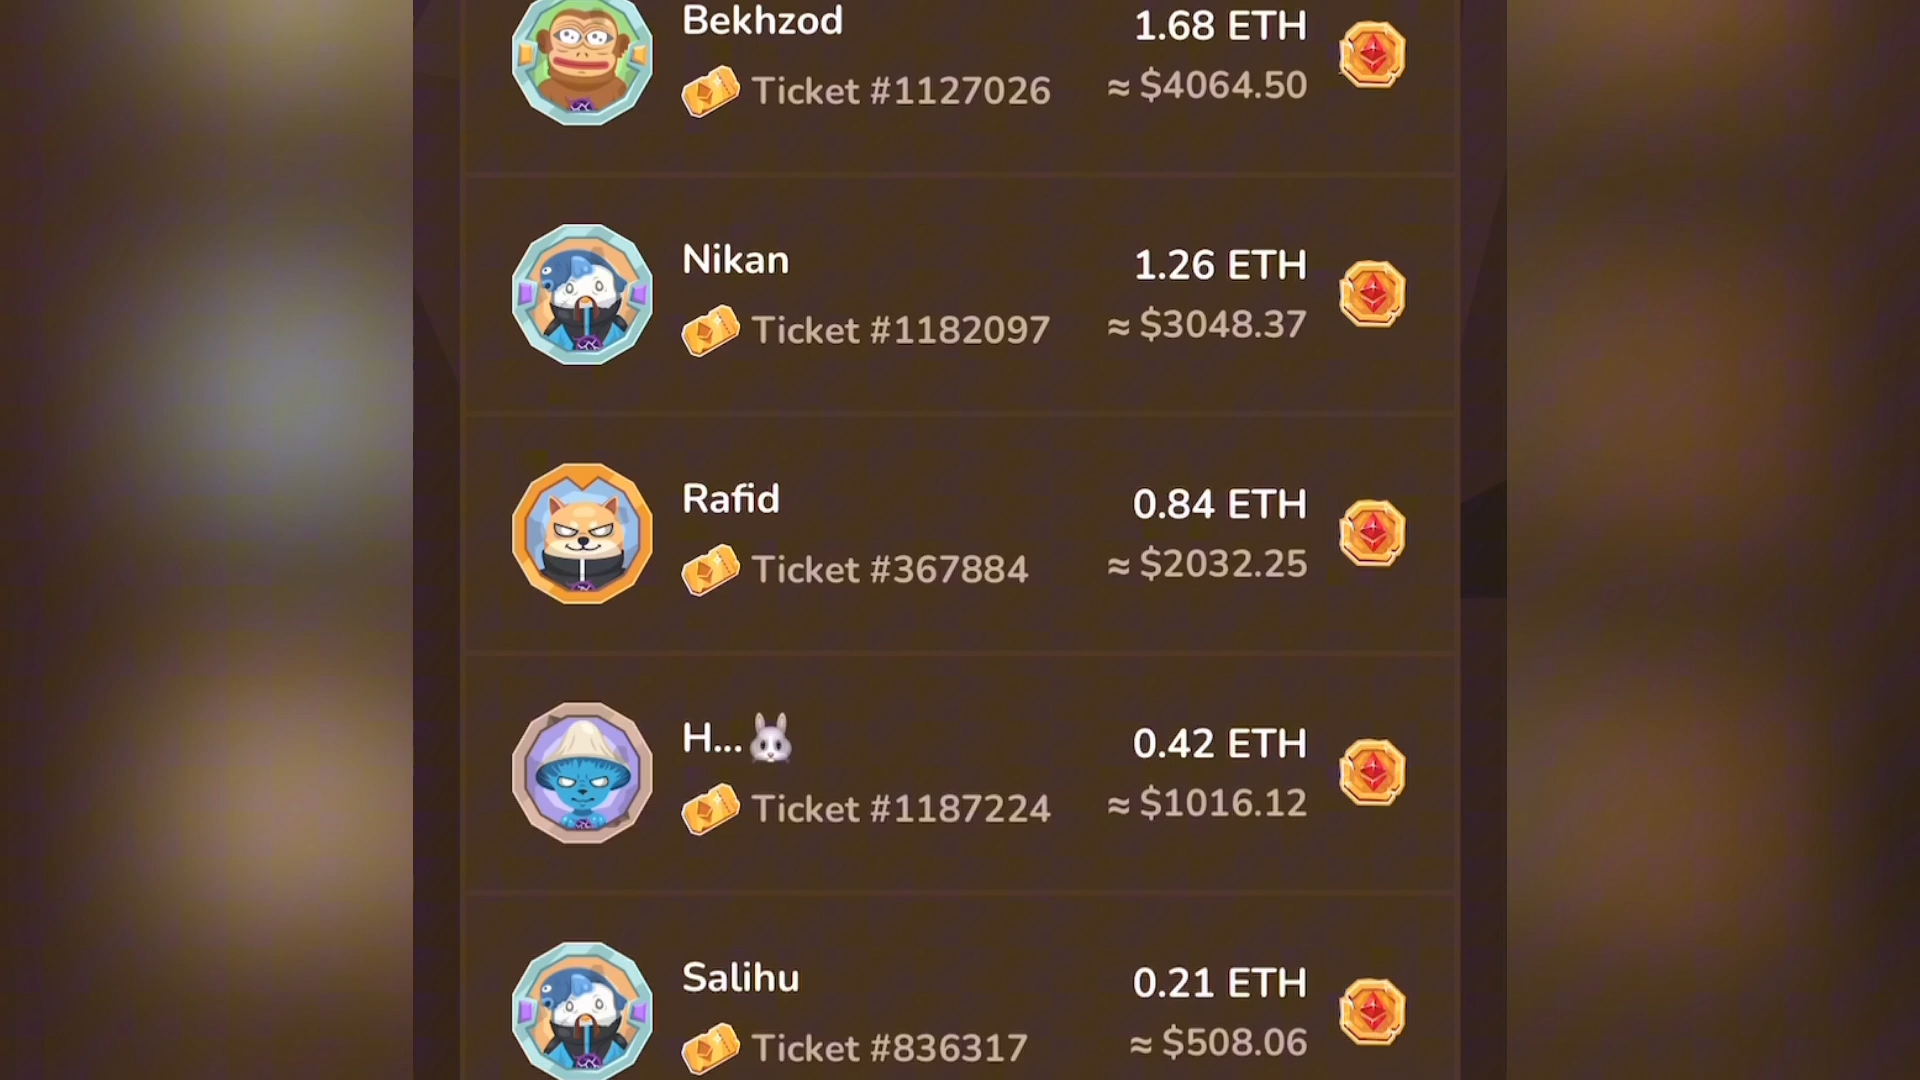 Bekhzod
1.68 ETH
Ticket #1127026
≈ $4064.50
Nikan
1.26 ETH
Ticket #1182097
≈ $3048.37
Rafid
0.84 ETH
Ticket #367884
≈ $2032.25
H...🐰
0.42 ETH
Ticket #1187224
≈ $1016.12
Salihu
0.21 ETH
Ticket #836317
≈ $508.06